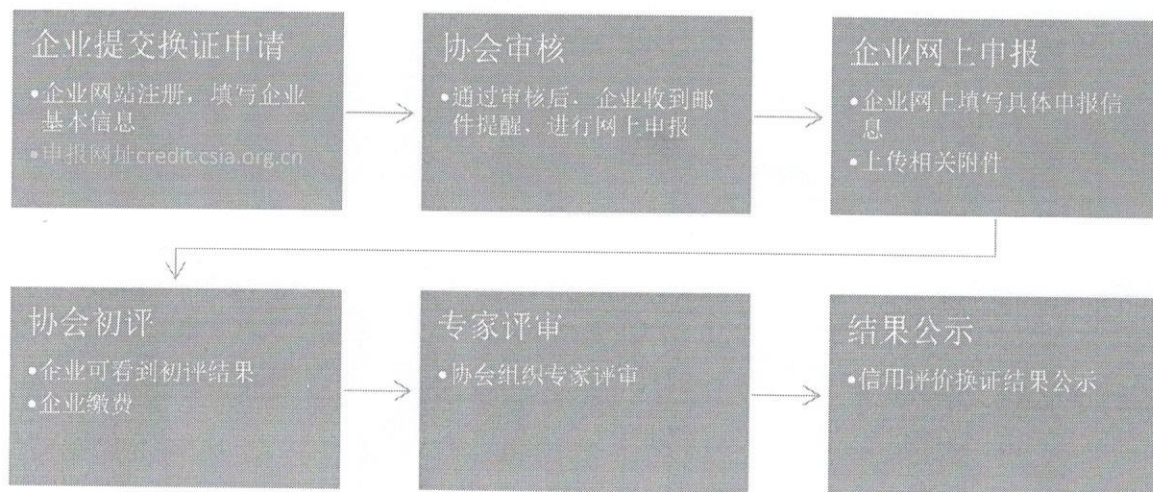 企业提交换证申请
•企业网站注册，填写企业
基本信息
•申报网址credit.csia.org.cn
协会审核
•通过审核后，企业收到邮
件提醒，进行网上申报
企业网上申报
•企业网上填写具体申报信
息
•上传相关附件
协会初评
•企业可看到初评结果
•企业缴费
专家评审
•协会组织专家评审
结果公示
•信用评价换证结果公示